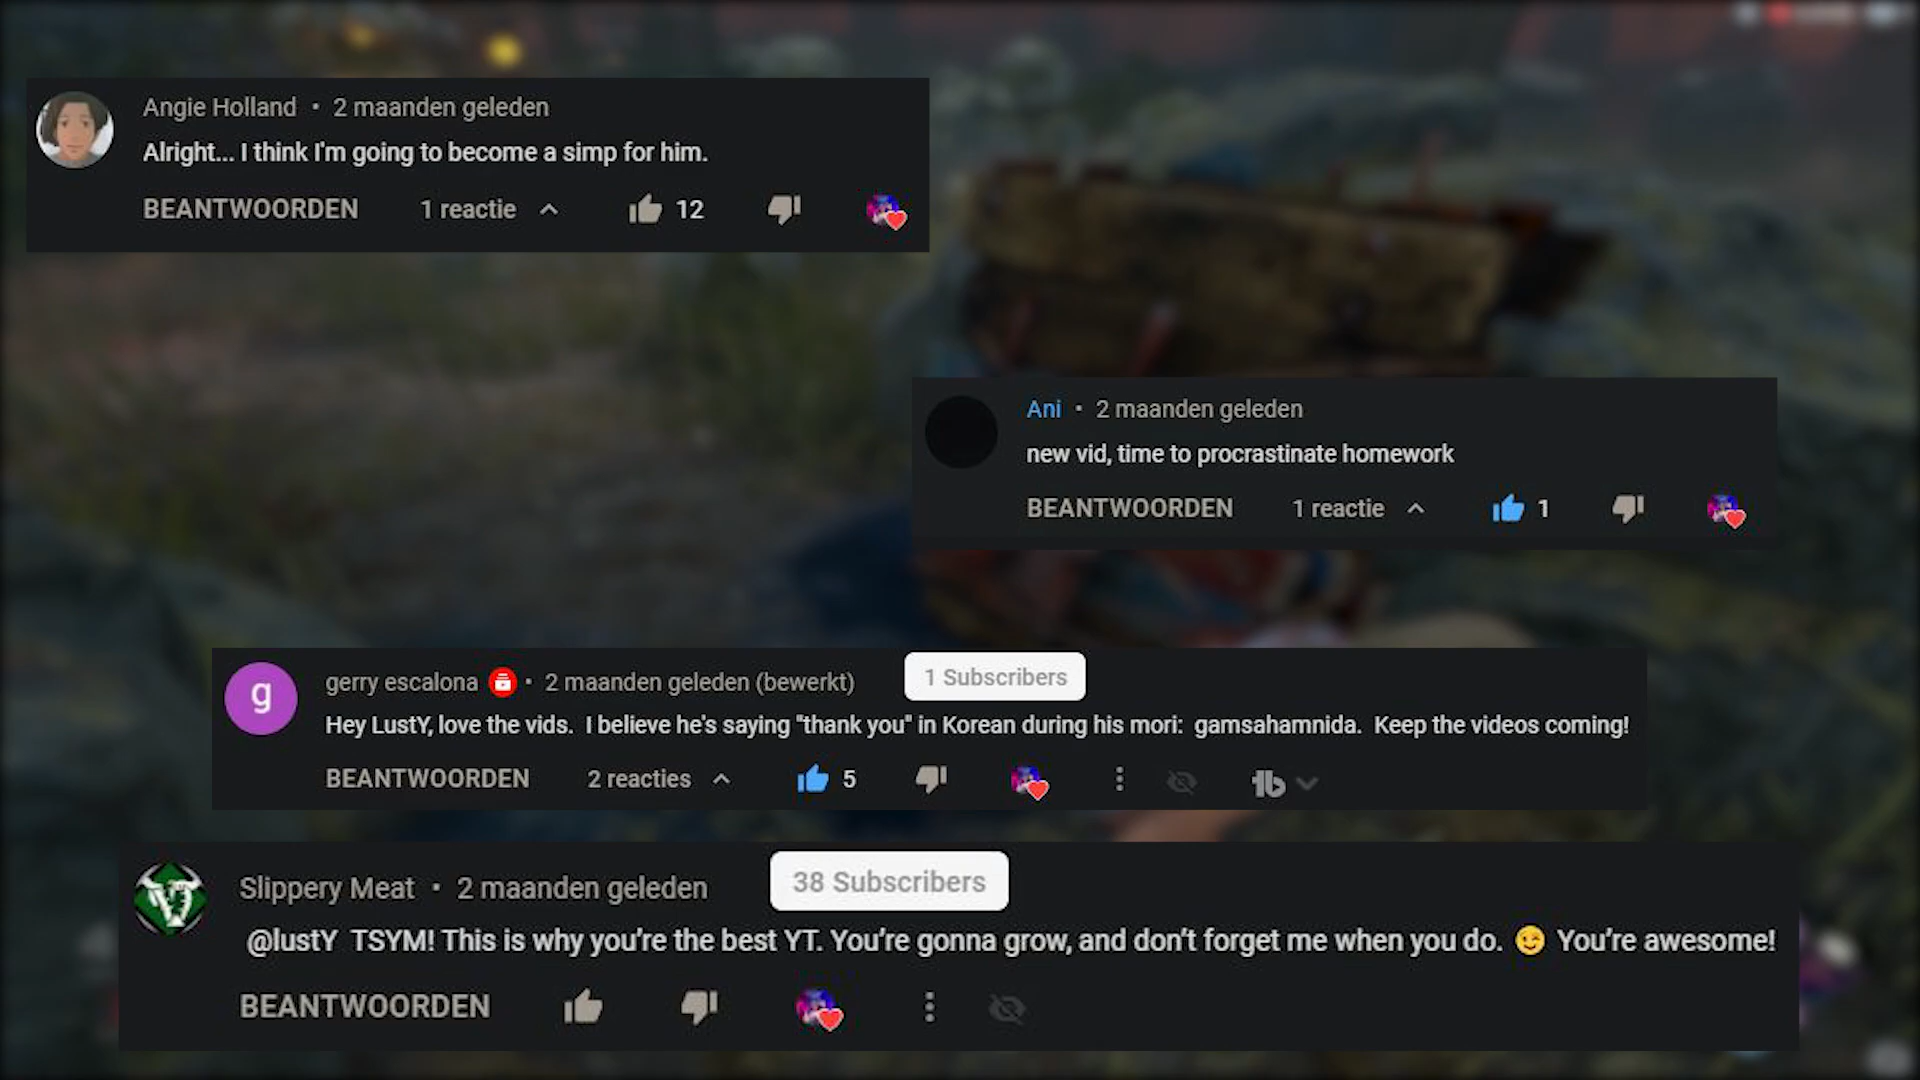 Angie Holland • 2 maanden geleden
Alright... I think I'm going to become a simp for him.
BEANTWOORDEN 1 reactie 12
Ani • 2 maanden geleden
new vid, time to procrastinate homework
BEANTWOORDEN 1 reactie 1
g
gerry escalona • 2 maanden geleden (bewerkt) 1 Subscribers
Hey LustY, love the vids. I believe he's saying "thank you" in Korean during his mori: gamsahamnida. Keep the videos coming!
BEANTWOORDEN 2 reacties 5
Slippery Meat • 2 maanden geleden 38 Subscribers
@lustY TSYM! This is why you're the best YT. You're gonna grow, and don't forget me when you do. 😉 You're awesome!
BEANTWOORDEN